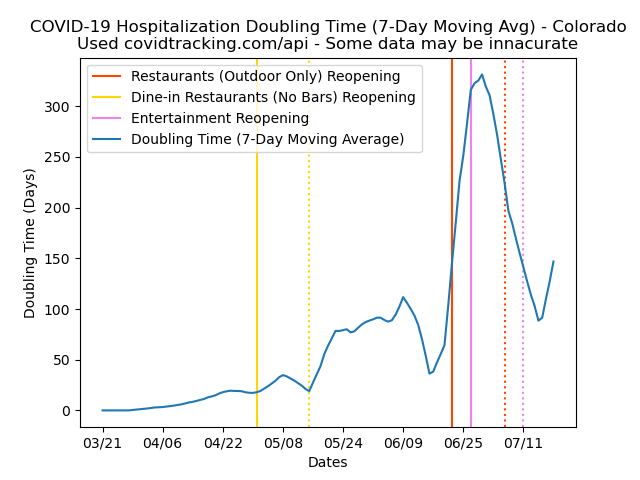 COVID-19 Hospitalization Doubling Time (7-Day Moving Avg) - Colorado
Used covidtracking.com/api - Some data may be innacurate
Restaurants (Outdoor Only) Reopening
Dine-in Restaurants (No Bars) Reopening
Entertainment Reopening
Doubling Time (7-Day Moving Average)
Doubling Time (Days)
300
250
200
150
100
50
0
03/21 04/06 04/22 05/08 05/24 06/09 06/25 07/11
Dates